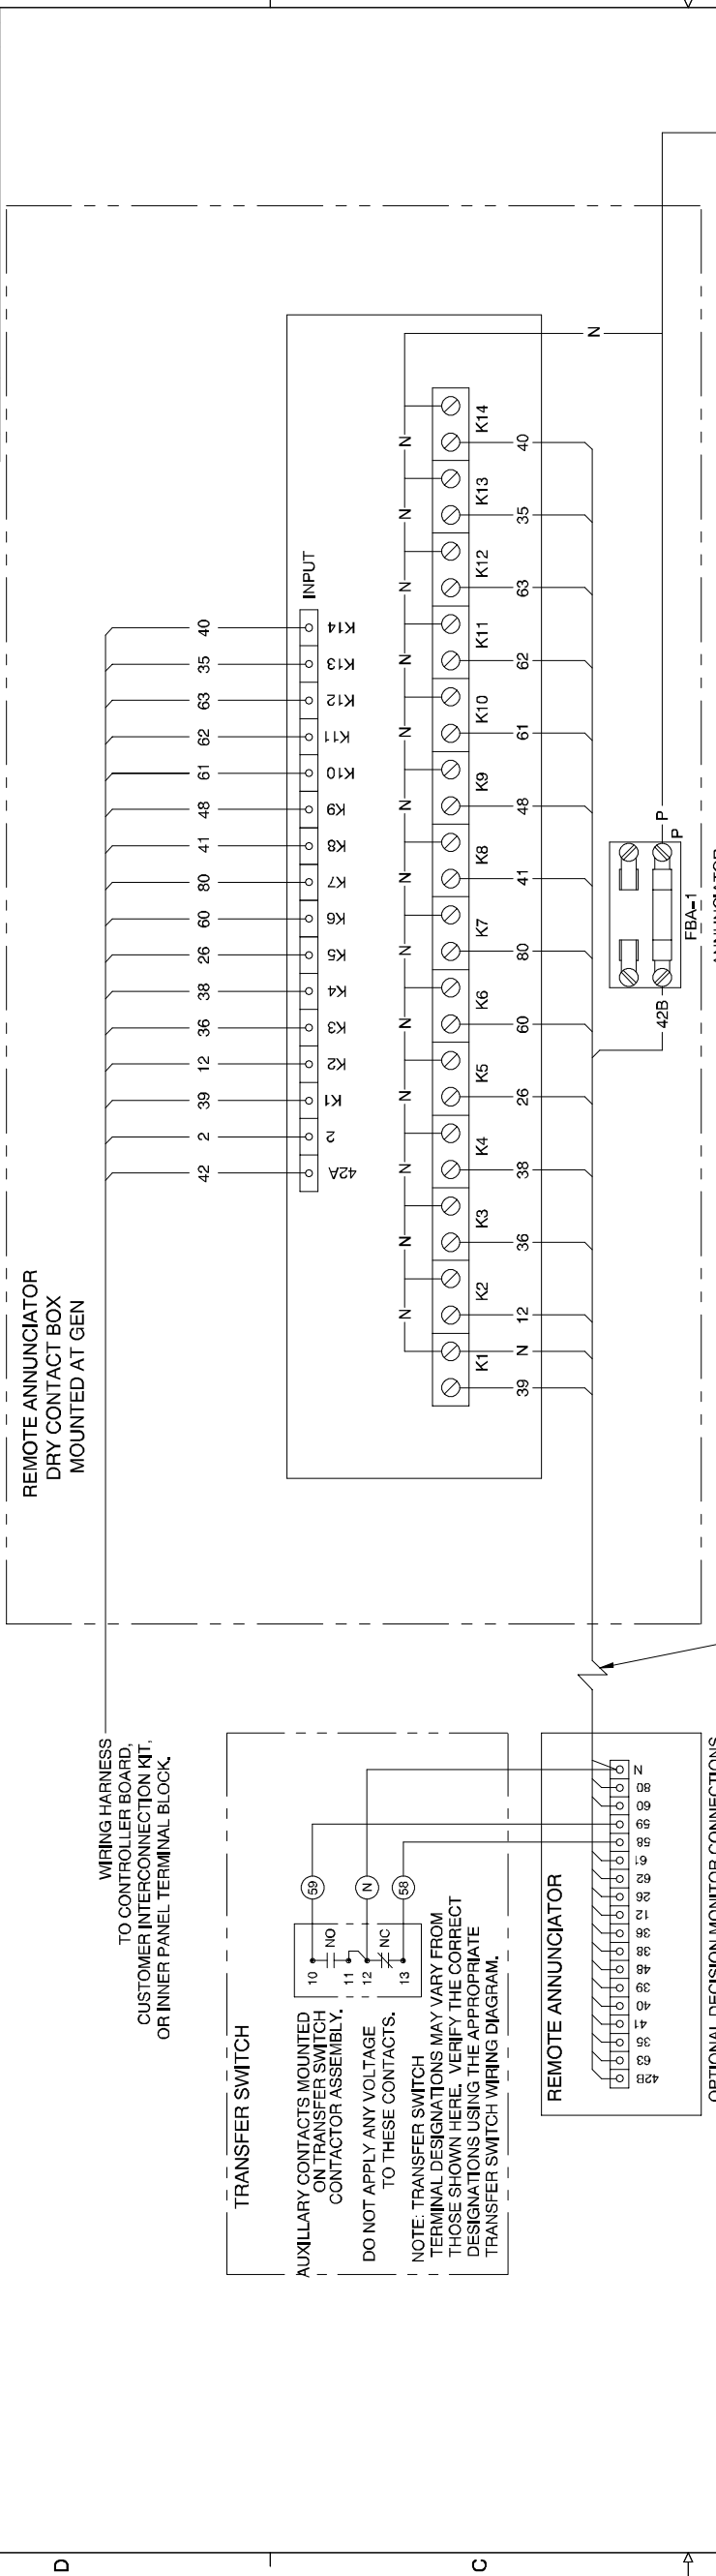 REMOTE ANNUNCIATOR
DRY CONTACT BOX
MOUNTED AT GEN
WIRING HARNESS
TO CONTROLLER BOARD,
CUSTOMER INTERCONNECTION KIT,
OR INNER PANEL TERMINAL BLOCK.
42 2 39 12 36 38 26 60 80 41 48 61 62 63 35 40
INPUT
42A 2 K1 K2 K3 K4 K5 K6 K7 K8 K9 K10 K11 K12 K13 K14
N N N N N N N N N N N N N
K1 K2 K3 K4 K5 K6 K7 K8 K9 K10 K11 K12 K13 K14
39 N 12 36 38 26 60 80 41 48 61 62 63 35 40
N
42B
P
P
FBA-1
TRANSFER SWITCH
AUXILLARY CONTACTS MOUNTED
ON TRANSFER SWITCH
CONTACTOR ASSEMBLY.
DO NOT APPLY ANY VOLTAGE
TO THESE CONTACTS.
NOTE: TRANSFER SWITCH
TERMINAL DESIGNATIONS MAY VARY FROM
THOSE SHOWN HERE. VERIFY THE CORRECT
DESIGNATIONS USING THE APPROPRIATE
TRANSFER SWITCH WIRING DIAGRAM.
10 NO 59
11
12 N
13 NC 58
REMOTE ANNUNCIATOR
42B 63 35 41 40 39 48 38 36 12 26 62 61 58 59 60 80 N
OPTIONAL DECISION MONITOR CONNECTIONS
ANNUNCIATOR
D
C